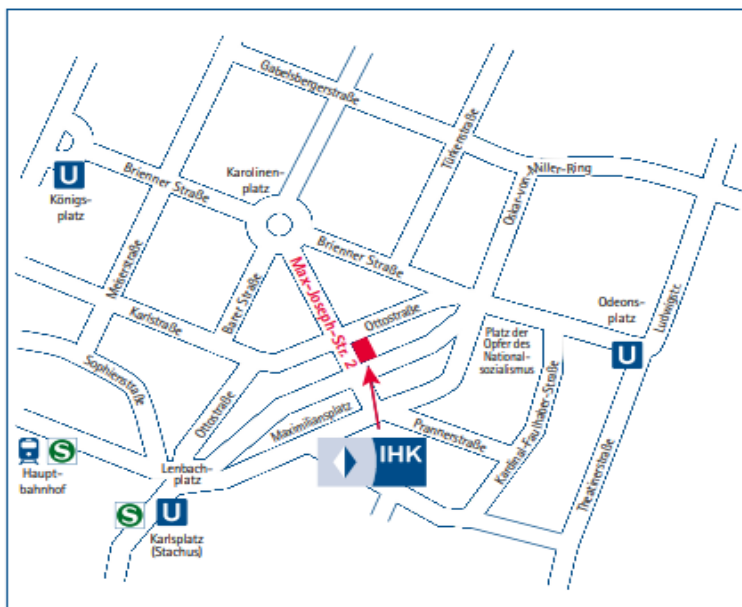 Gabelsbergerstraße
Türkenstraße
Oskar-von-Miller-Ring
U
Königs-
platz
Brienner Straße
Karolinen-
platz
Brienner Straße
Meiserstraße
Barer Straße
Max-Joseph-Str. 2
Ottostraße
Karlstraße
Odeons-
platz
Ludwigstr.
U
Platz der
Opfer des
National-
sozialismus
Sophienstraße
Ottostraße
Maximiliansplatz
Prannerstraße
Kardinal-Faulhaber-Straße
Theatinerstraße
IHK
S
Haupt-
bahnhof
Lenbach-
platz
S
U
Karlsplatz
(Stachus)